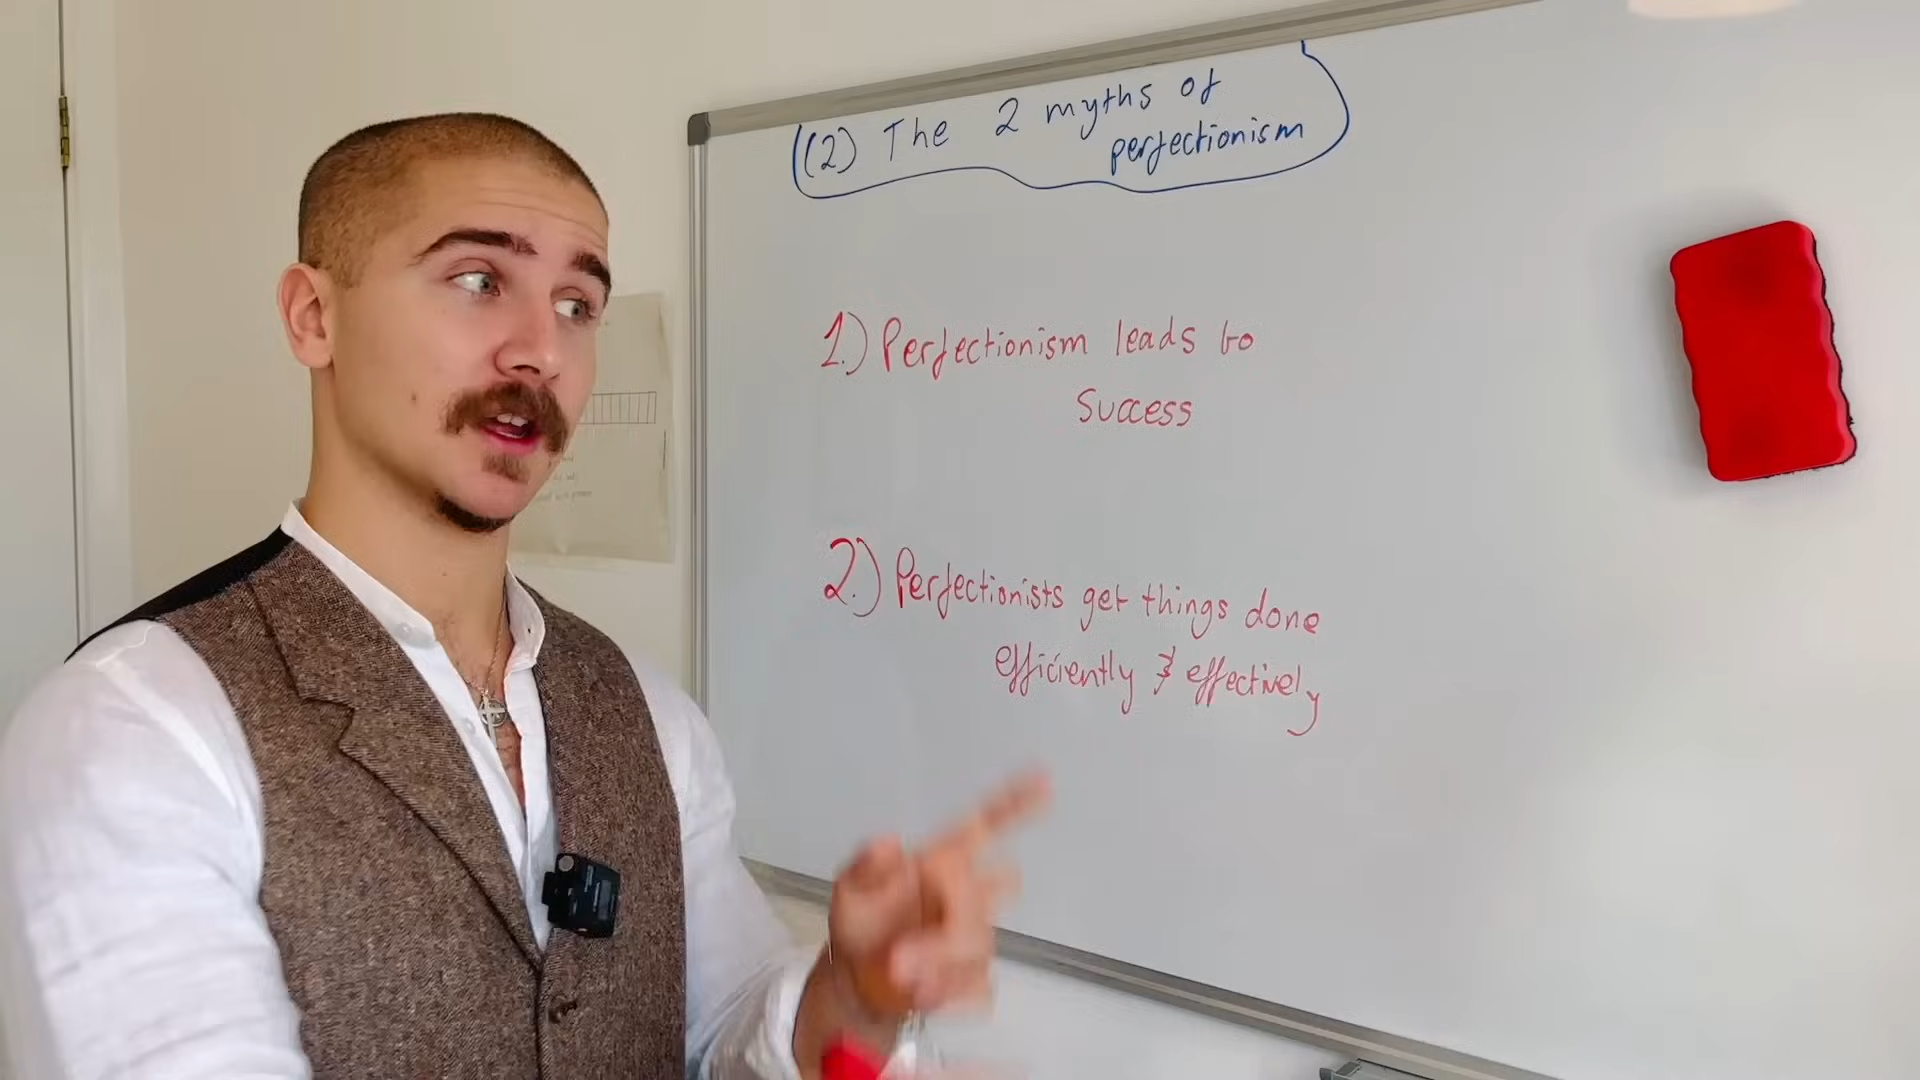 (2) The 2 myths of
perfectionism
1.) Perfectionism leads to
Success
2.) Perfectionists get things done
efficiently & effectively